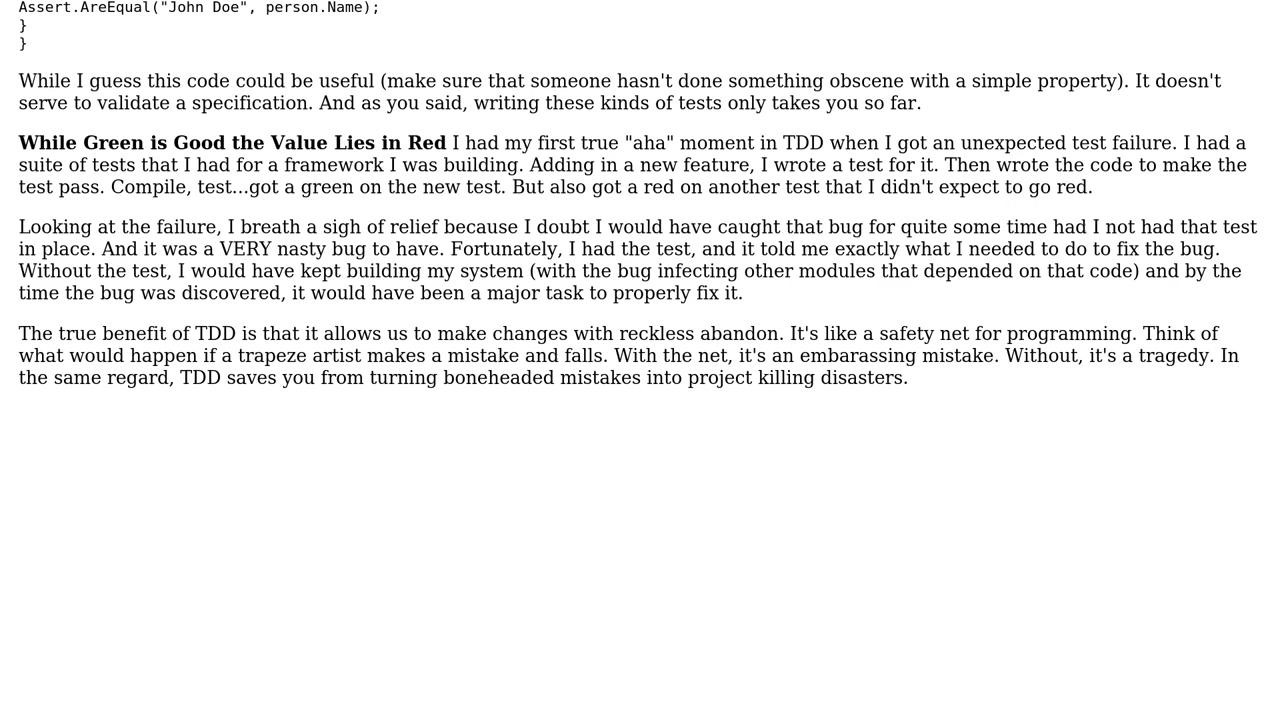 Assert.AreEqual("John Doe", person.Name);
}
}
While I guess this code could be useful (make sure that someone hasn't done something obscene with a simple property). It doesn't
serve to validate a specification. And as you said, writing these kinds of tests only takes you so far.
While Green is Good the Value Lies in Red I had my first true "aha" moment in TDD when I got an unexpected test failure. I had a
suite of tests that I had for a framework I was building. Adding in a new feature, I wrote a test for it. Then wrote the code to make the
test pass. Compile, test...got a green on the new test. But also got a red on another test that I didn't expect to go red.
Looking at the failure, I breath a sigh of relief because I doubt I would have caught that bug for quite some time had I not had that test
in place. And it was a VERY nasty bug to have. Fortunately, I had the test, and it told me exactly what I needed to do to fix the bug.
Without the test, I would have kept building my system (with the bug infecting other modules that depended on that code) and by the
time the bug was discovered, it would have been a major task to properly fix it.
The true benefit of TDD is that it allows us to make changes with reckless abandon. It's like a safety net for programming. Think of
what would happen if a trapeze artist makes a mistake and falls. With the net, it's an embarassing mistake. Without, it's a tragedy. In
the same regard, TDD saves you from turning boneheaded mistakes into project killing disasters.